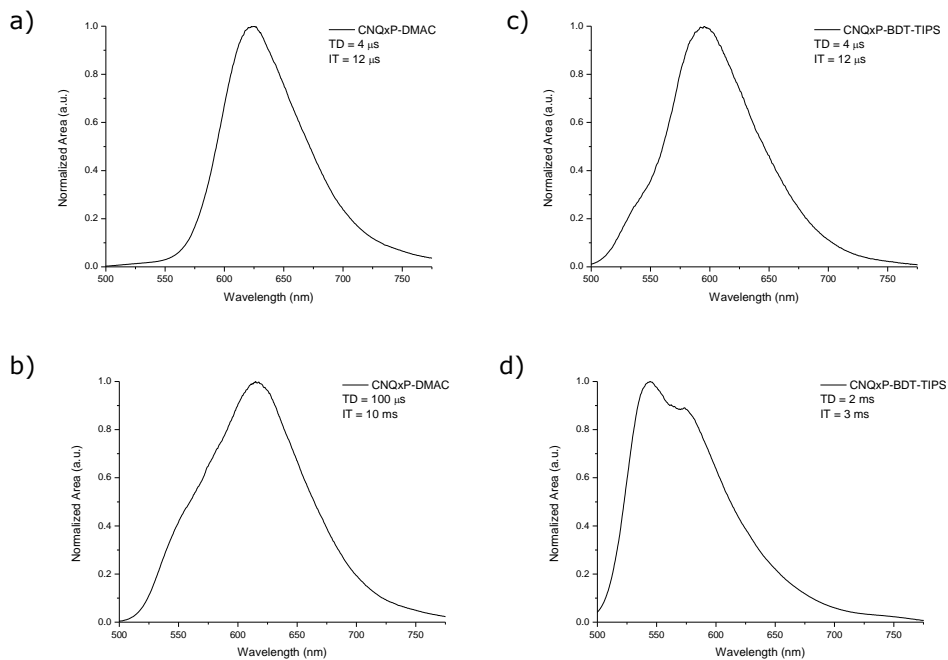 a)
CNQxP-DMAC
TD = 4 μs
IT = 12 μs
Normalized Area (a.u.)
1.0
0.8
0.6
0.4
0.2
0.0
500 550 600 650 700 750
Wavelength (nm)
c)
CNQxP-BDT-TIPS
TD = 4 μs
IT = 12 μs
Normalized Area (a.u.)
1.0
0.8
0.6
0.4
0.2
0.0
500 550 600 650 700 750
Wavelength (nm)
b)
CNQxP-DMAC
TD = 100 μs
IT = 10 ms
Normalized Area (a.u.)
1.0
0.8
0.6
0.4
0.2
0.0
500 550 600 650 700 750
Wavelength (nm)
d)
CNQxP-BDT-TIPS
TD = 2 ms
IT = 3 ms
Normalized Area (a.u.)
1.0
0.8
0.6
0.4
0.2
0.0
500 550 600 650 700 750
Wavelength (nm)